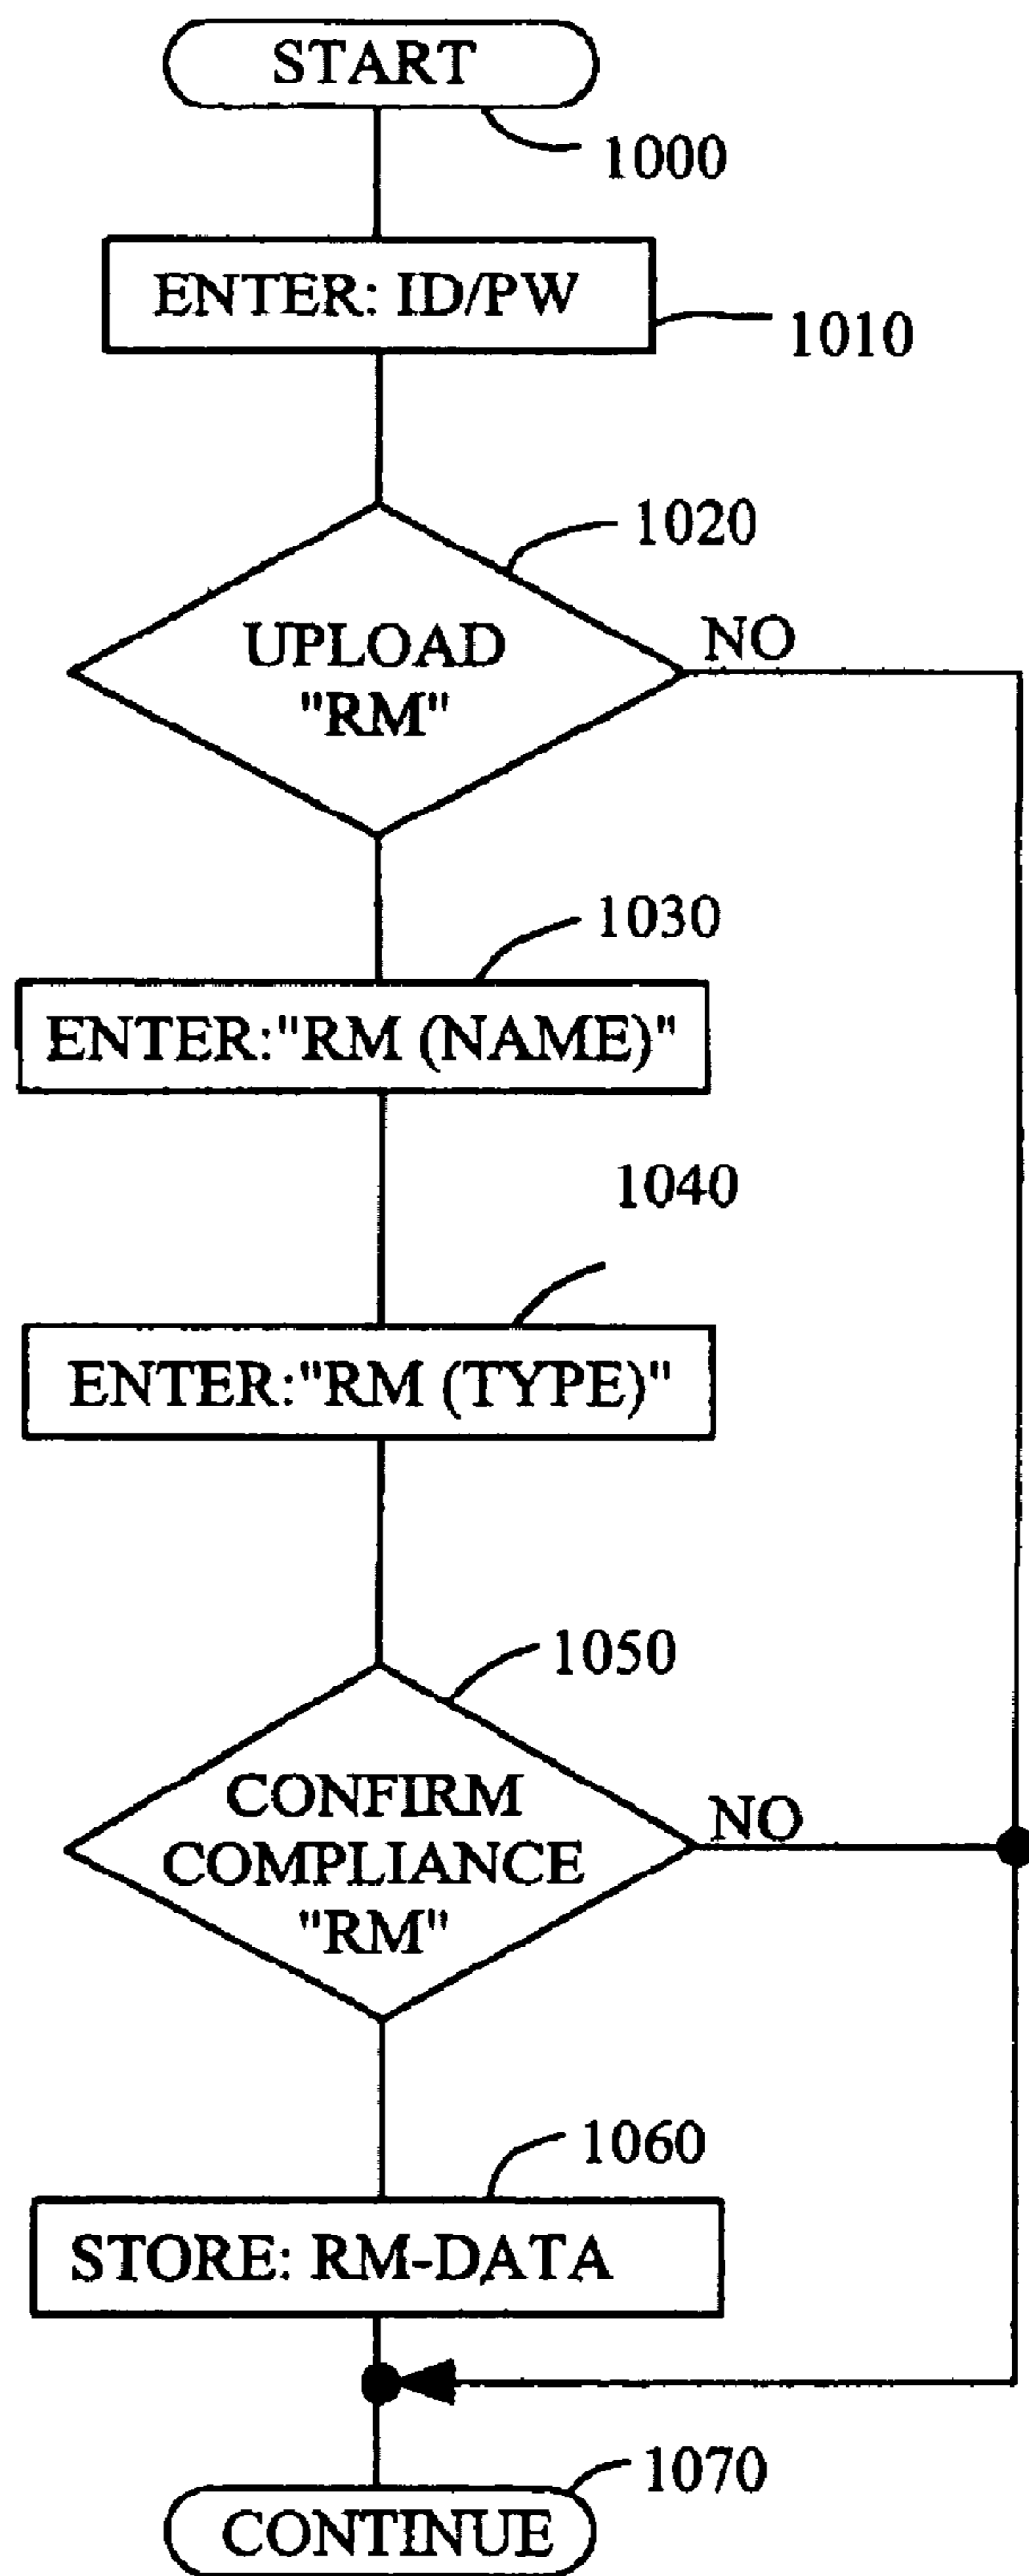 START
1000
ENTER: ID/PW
1010
1020
UPLOAD
"RM"
NO
1030
ENTER:"RM (NAME)"
1040
ENTER:"RM (TYPE)"
1050
CONFIRM
COMPLIANCE
"RM"
NO
1060
STORE: RM-DATA
1070
CONTINUE